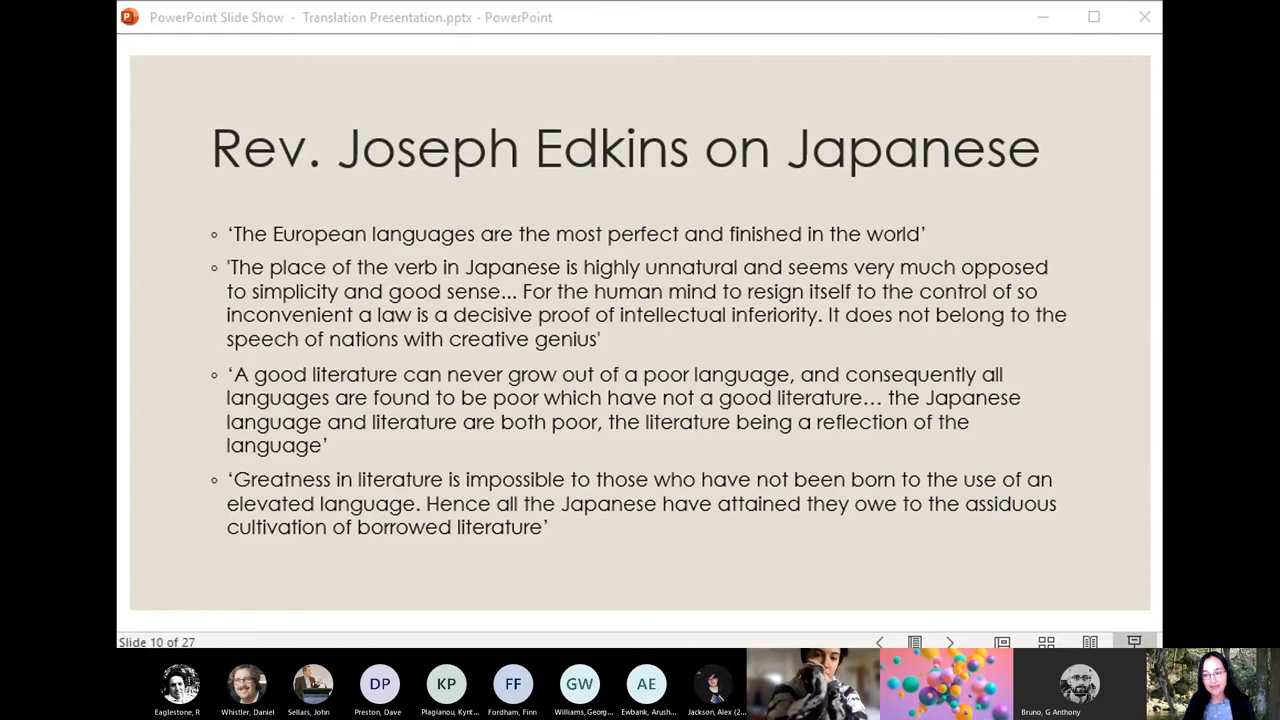 PowerPoint Slide Show - Translation Presentation.pptx - PowerPoint
Rev. Joseph Edkins on Japanese
◦ ‘The European languages are the most perfect and finished in the world’
◦ 'The place of the verb in Japanese is highly unnatural and seems very much opposed
to simplicity and good sense... For the human mind to resign itself to the control of so
inconvenient a law is a decisive proof of intellectual inferiority. It does not belong to the
speech of nations with creative genius'
◦ ‘A good literature can never grow out of a poor language, and consequently all
languages are found to be poor which have not a good literature… the Japanese
language and literature are both poor, the literature being a reflection of the
language’
◦ ‘Greatness in literature is impossible to those who have not been born to the use of an
elevated language. Hence all the Japanese have attained they owe to the assiduous
cultivation of borrowed literature’
Slide 10 of 27
DP KP FF GW AE
Eaglestone, R Whistler, Daniel Sellars, John Preston, Dave Plagianou, Kynt... Fordham, Finn Williams, Georg... Ewbank, Arush... Jackson, Alex (2... Bruno, G Anthony